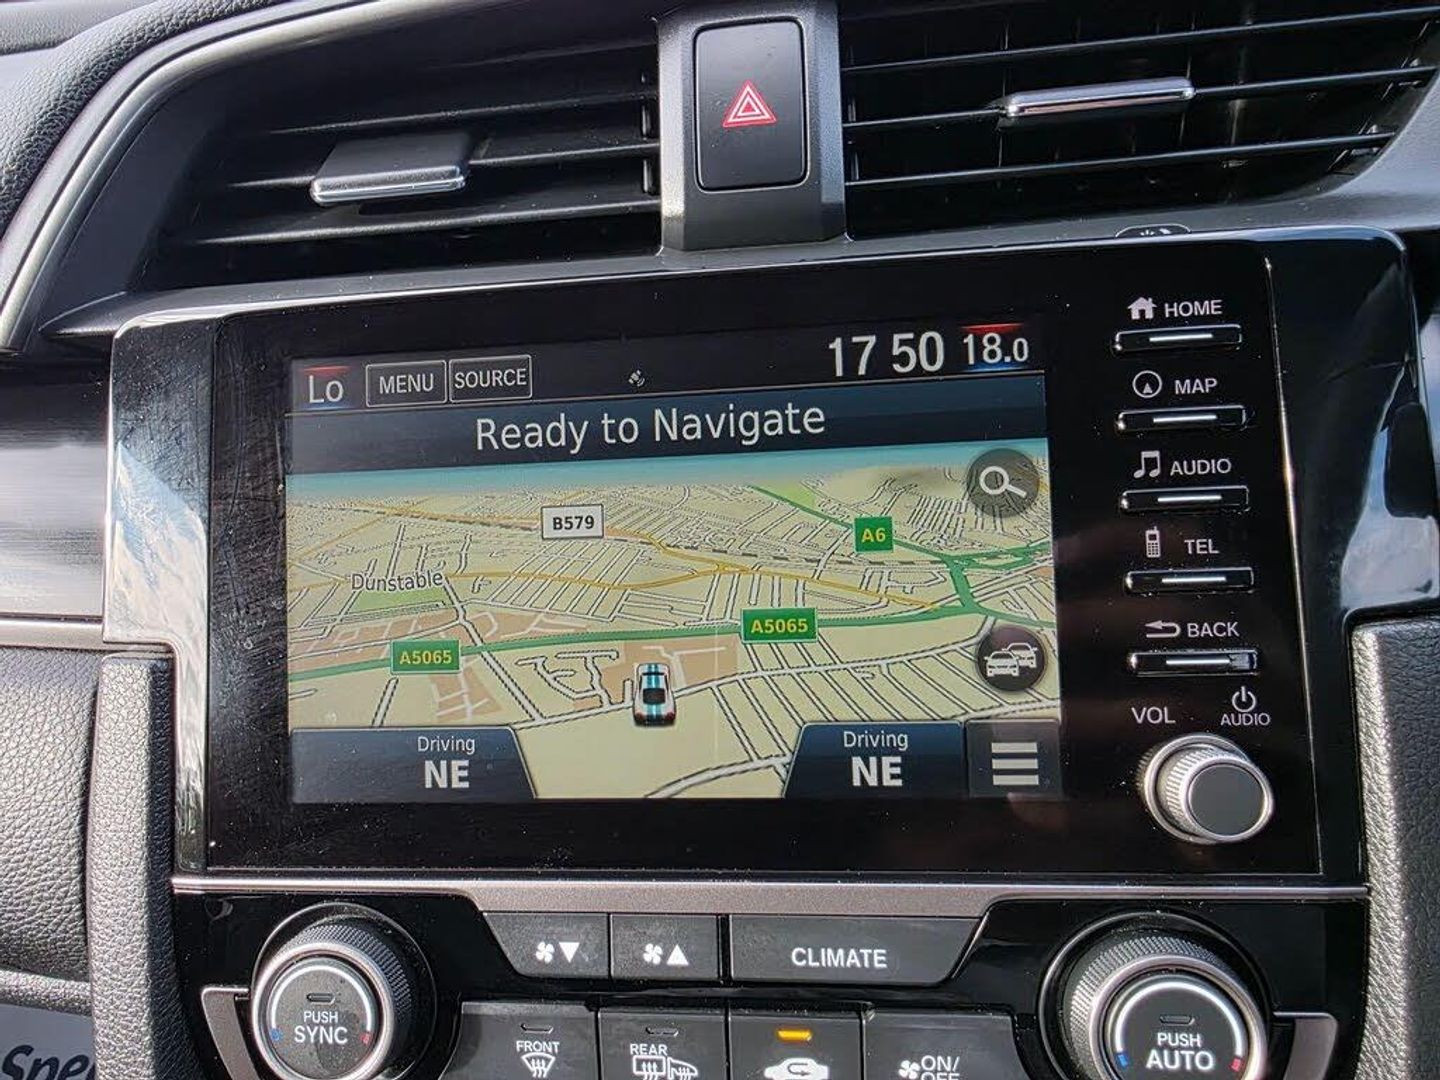 HOME
Lo MENU SOURCE 17 50 18.0
Ready to Navigate
MAP
AUDIO
B579
A6
TEL
Dunstable
A5065
A5065
BACK
VOL AUDIO
Driving
NE
Driving
NE
CLIMATE
PUSH
SYNC
FRONT
REAR
ON/
OFF
PUSH
AUTO